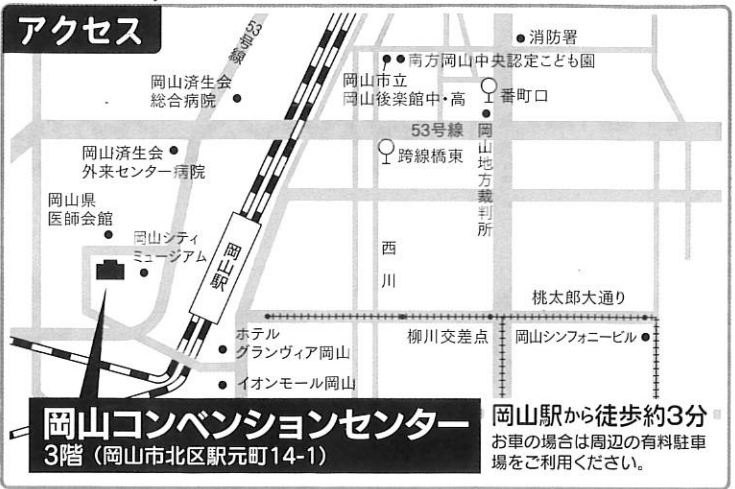 アクセス
53号線
消防署
南方岡山中央認定こども園
岡山済生会
総合病院
岡山市立
岡山後楽館中・高
番町口
53号線
岡山地方裁判所
跨線橋東
岡山済生会
外来センター病院
岡山県
医師会館
岡山シティ
ミュージアム
岡山駅
西川
桃太郎大通り
ホテル
グランヴィア岡山
柳川交差点
岡山シンフォニービル
イオンモール岡山
岡山コンベンションセンター
3階（岡山市北区駅元町14-1）
岡山駅から徒歩約3分
お車の場合は周辺の有料駐車
場をご利用ください。